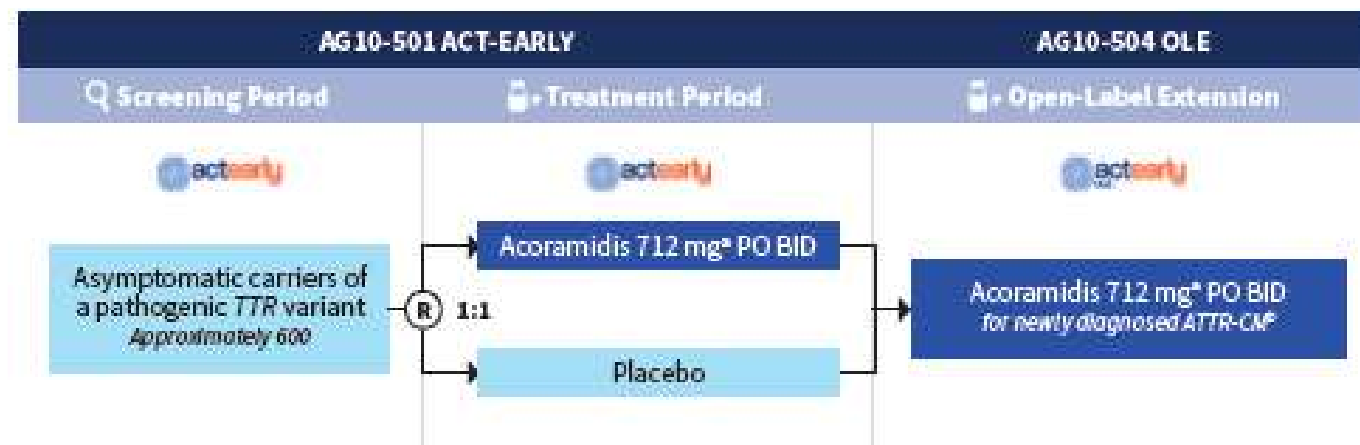 AG10-501 ACT-EARLY
AG10-504 OLE
Screening Period
Treatment Period
Open-Label Extension
actearly
actearly
actearly
Asymptomatic carriers of
a pathogenic TTR variant
Approximately 600
R
1:1
Acoramidis 712 mgᵃ PO BID
Placebo
Acoramidis 712 mgᵃ PO BID
for newly diagnosed ATTR-CMᵇ